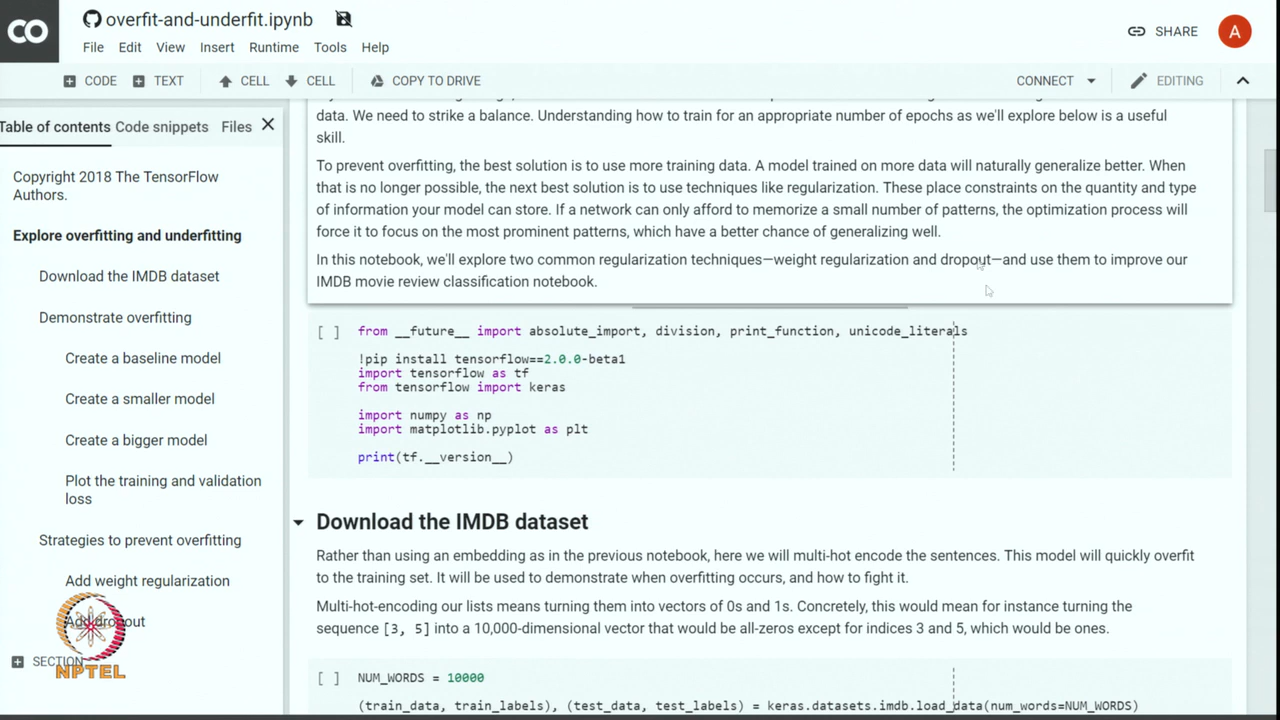 CO
overfit-and-underfit.ipynb
File Edit View Insert Runtime Tools Help
SHARE
A
CODE TEXT CELL CELL COPY TO DRIVE
CONNECT EDITING
Table of contents Code snippets Files
Copyright 2018 The TensorFlow
Authors.
Explore overfitting and underfitting
Download the IMDB dataset
Demonstrate overfitting
Create a baseline model
Create a smaller model
Create a bigger model
Plot the training and validation
loss
Strategies to prevent overfitting
Add weight regularization
Add dropout
SECTION
NPTEL
data. We need to strike a balance. Understanding how to train for an appropriate number of epochs as we'll explore below is a useful
skill.
To prevent overfitting, the best solution is to use more training data. A model trained on more data will naturally generalize better. When
that is no longer possible, the next best solution is to use techniques like regularization. These place constraints on the quantity and type
of information your model can store. If a network can only afford to memorize a small number of patterns, the optimization process will
force it to focus on the most prominent patterns, which have a better chance of generalizing well.
In this notebook, we'll explore two common regularization techniques—weight regularization and dropout—and use them to improve our
IMDB movie review classification notebook.
[ ] from __future__ import absolute_import, division, print_function, unicode_literals
!pip install tensorflow==2.0.0-beta1
import tensorflow as tf
from tensorflow import keras
import numpy as np
import matplotlib.pyplot as plt
print(tf.__version__)
Download the IMDB dataset
Rather than using an embedding as in the previous notebook, here we will multi-hot encode the sentences. This model will quickly overfit
to the training set. It will be used to demonstrate when overfitting occurs, and how to fight it.
Multi-hot-encoding our lists means turning them into vectors of 0s and 1s. Concretely, this would mean for instance turning the
sequence [3, 5] into a 10,000-dimensional vector that would be all-zeros except for indices 3 and 5, which would be ones.
[ ] NUM_WORDS = 10000
(train_data, train_labels), (test_data, test_labels) = keras.datasets.imdb.load_data(num_words=NUM_WORDS)